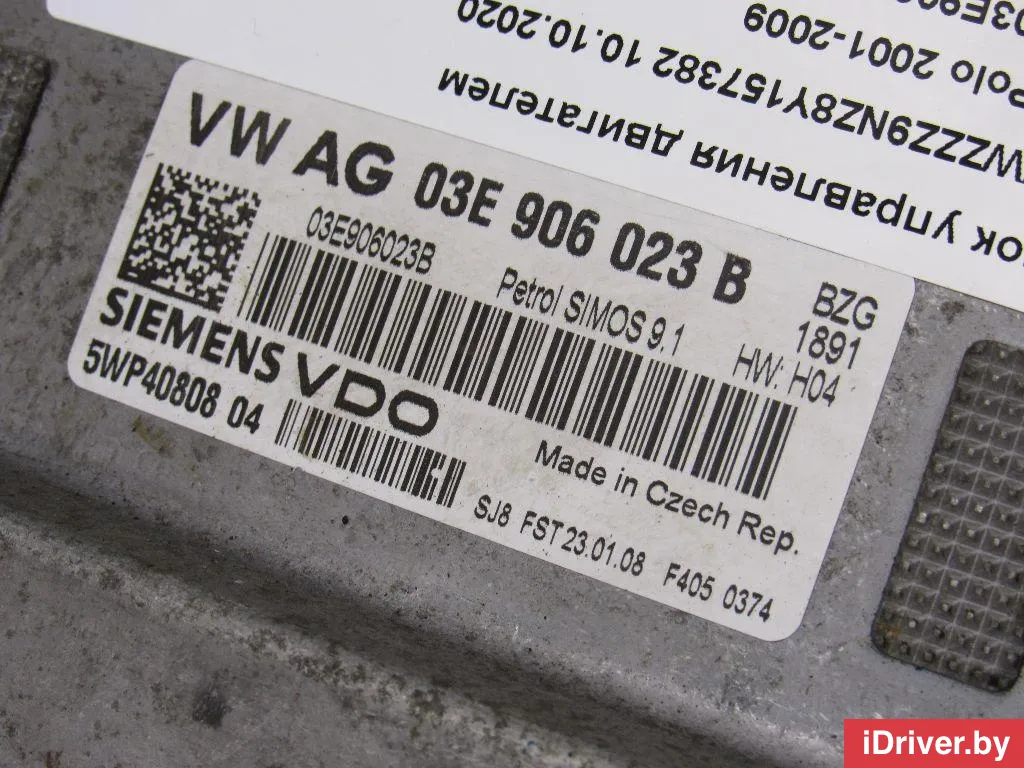 VW AG 03E 906 023 B
03E906023B
Petrol SIMOS 9.1
BZG
1891
HW: H04
SIEMENS VDO
5WP40808 04
Made in Czech Rep.
SJ8 FST 23.01.08 F405 0374
ок управления двигателем
WZZZ9NZ8Y157382 10.10.2020
Polo 2001-2009
03E90
iDriver.by